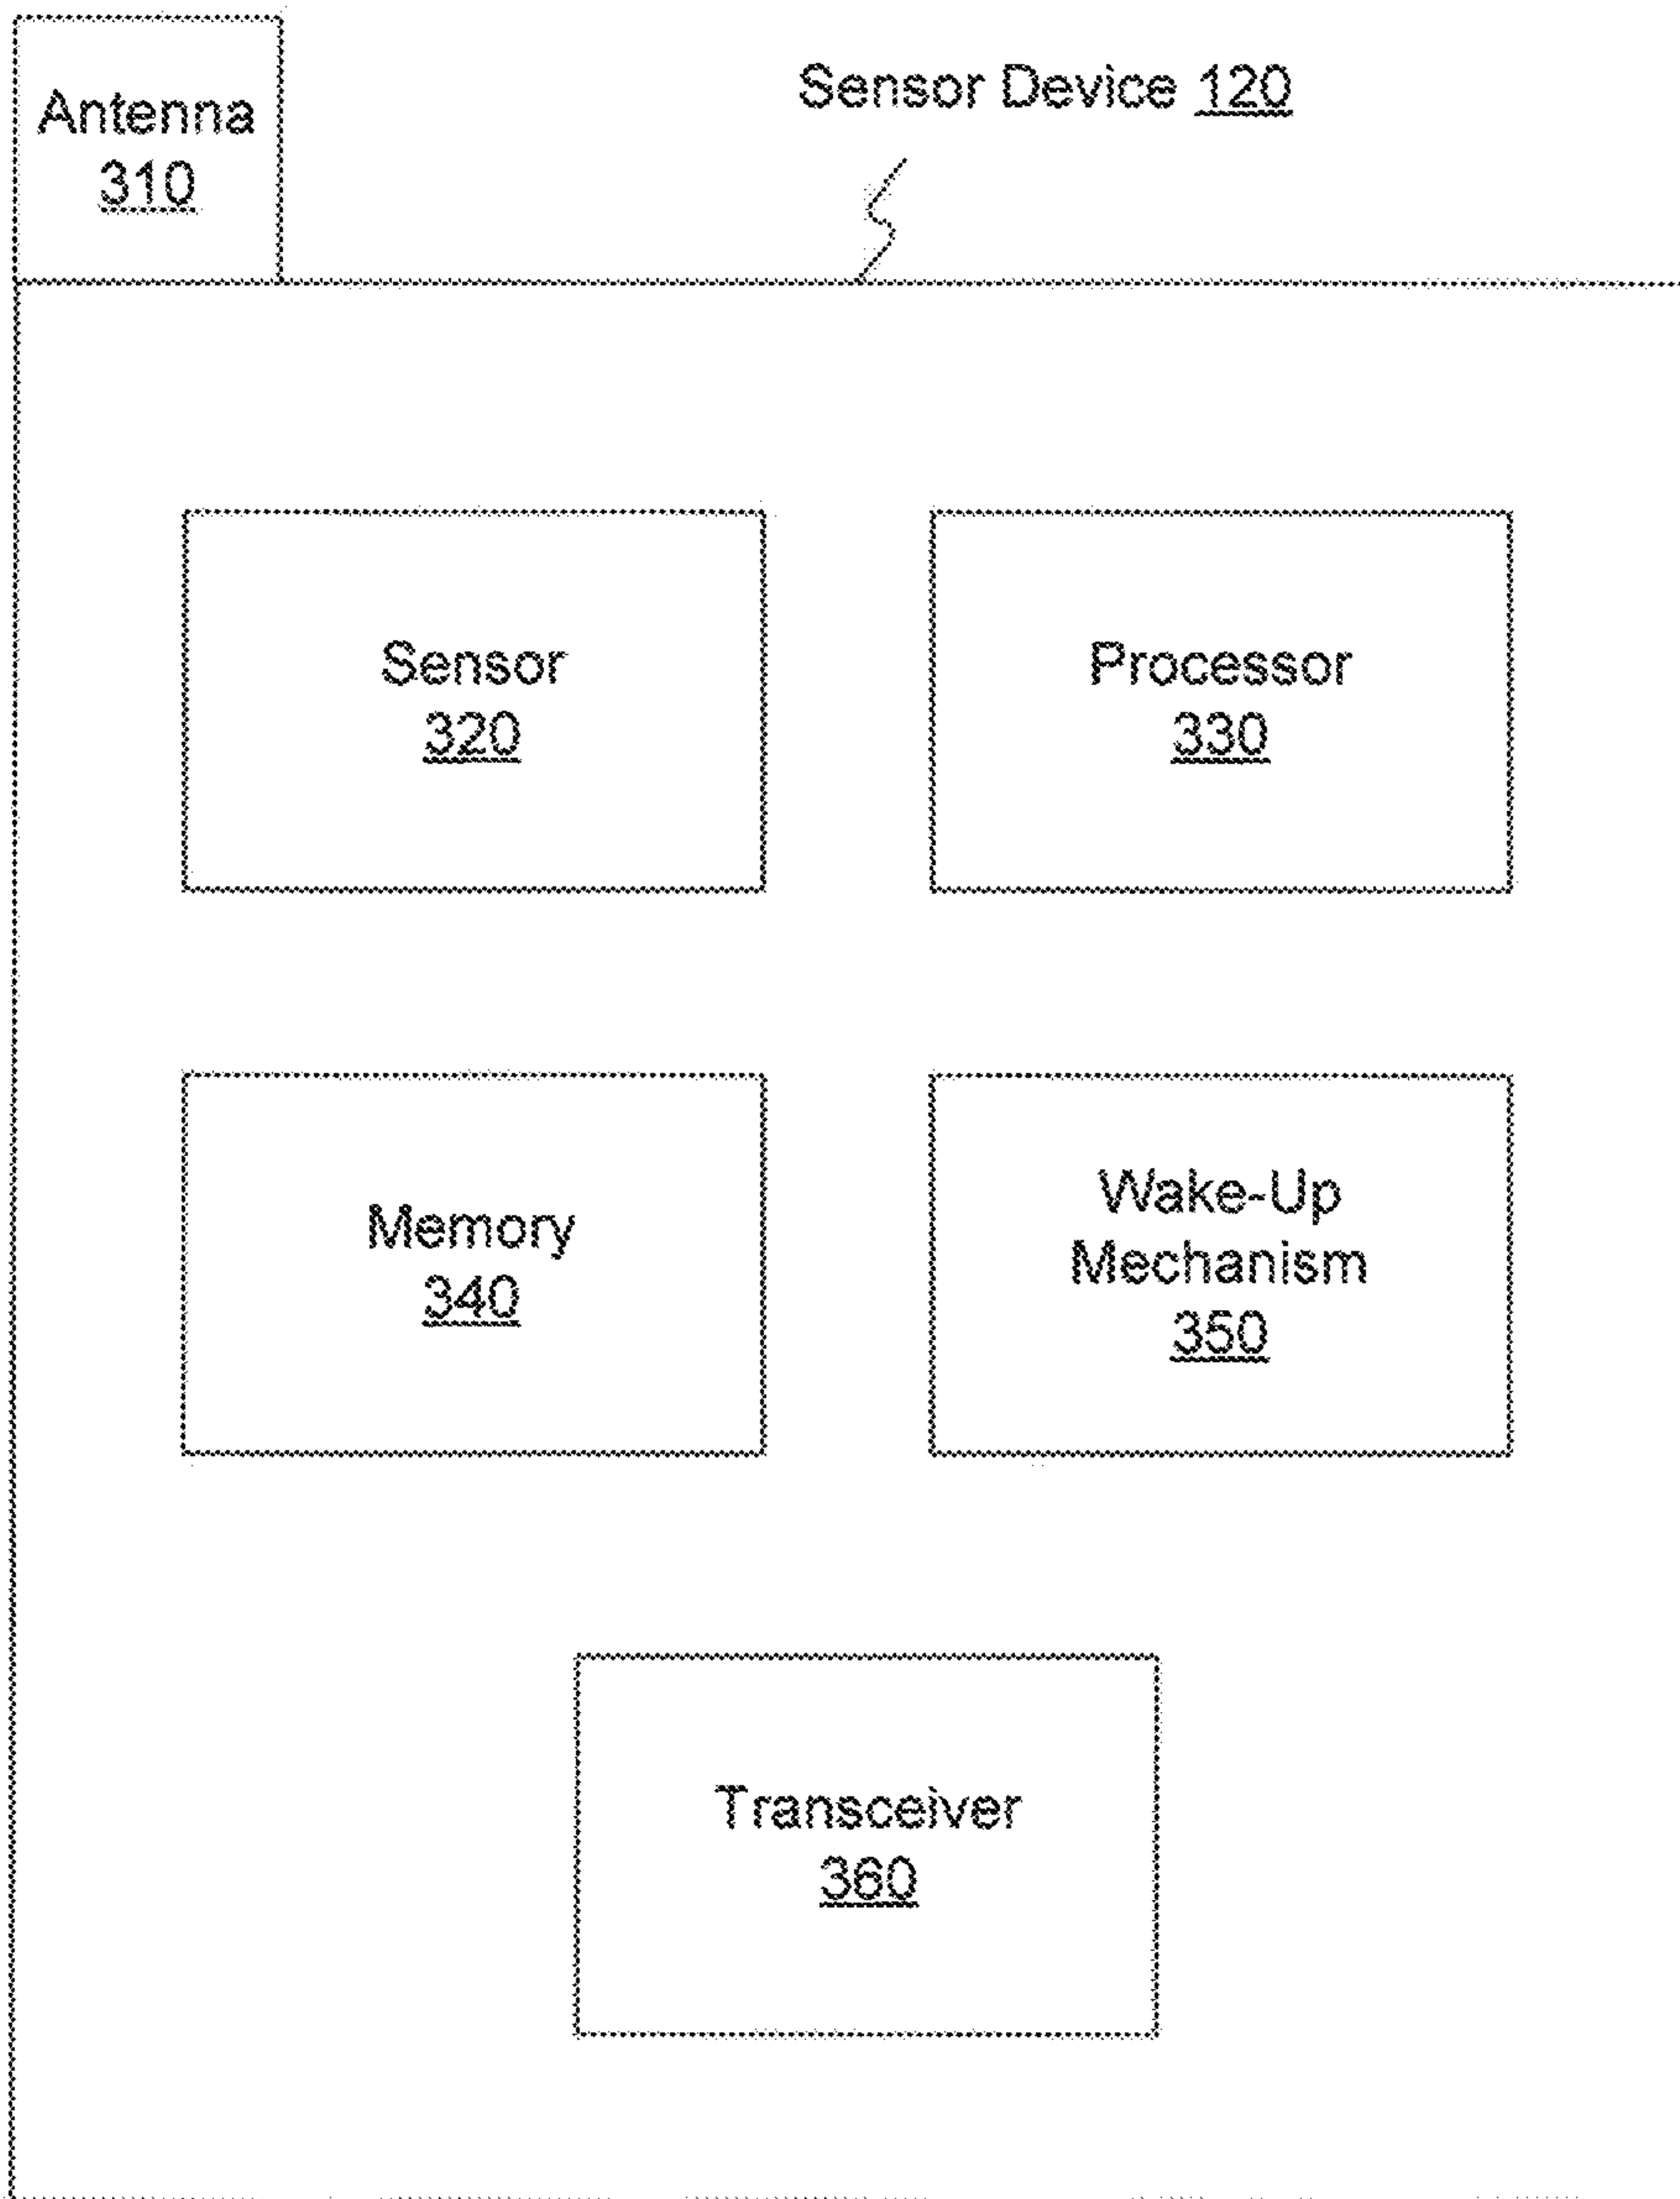 Antenna
310
Sensor Device 120
Sensor
320
Processor
330
Memory
340
Wake-Up
Mechanism
350
Transceiver
360